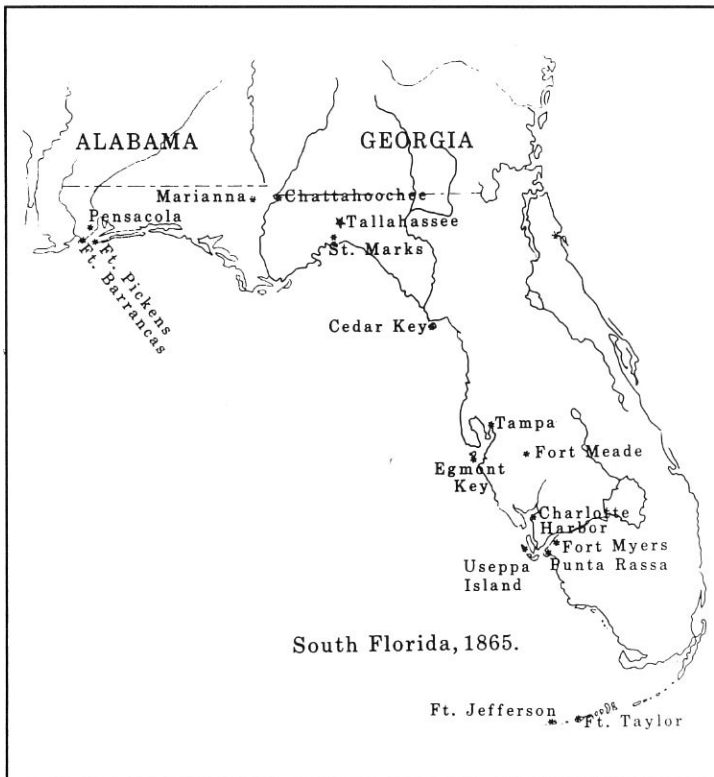 ALABAMA
GEORGIA
Marianna
Chattahoochee
Pensacola
Tallahassee
St. Marks
Ft. Pickens
Ft. Barrancas
Cedar Key
Tampa
Fort Meade
Egmont
Key
Charlotte
Harbor
Fort Myers
Useppa
Island
Punta Rassa
South Florida, 1865.
Ft. Jefferson
Ft. Taylor